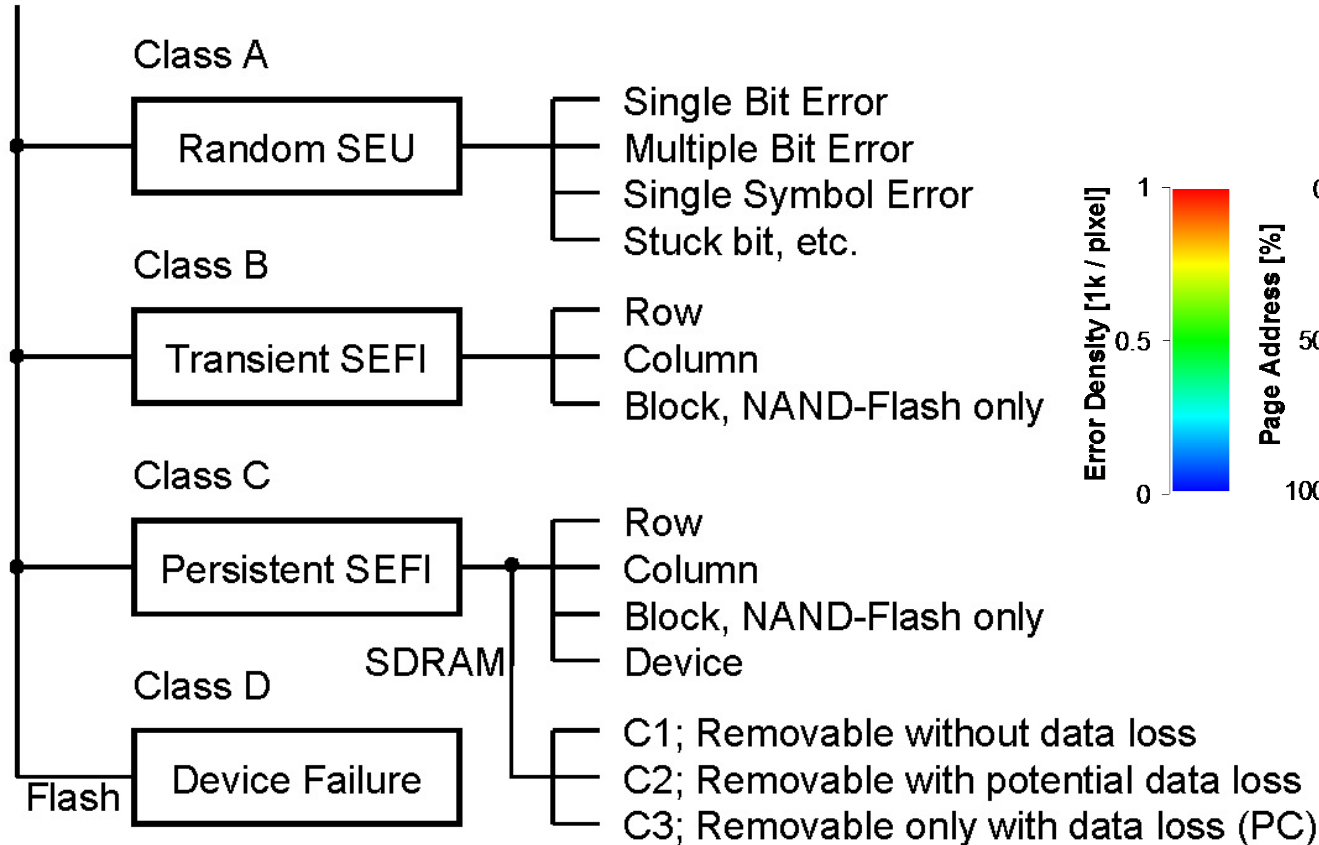 Class A
Random SEU
Single Bit Error
Multiple Bit Error
Single Symbol Error
Stuck bit, etc.
Class B
Transient SEFI
Row
Column
Block, NAND-Flash only
Class C
Persistent SEFI
Row
Column
Block, NAND-Flash only
Device
SDRAM
C1; Removable without data loss
C2; Removable with potential data loss
C3; Removable only with data loss (PC)
Class D
Device Failure
Flash
Error Density [1k / pixel]
1
0.5
0
Page Address [%]
0
50
100